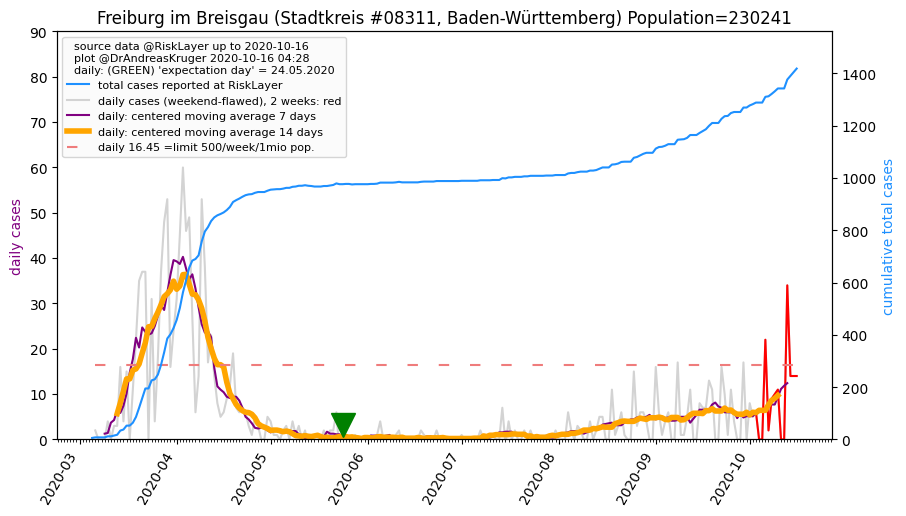 Freiburg im Breisgau (Stadtkreis #08311, Baden-Württemberg) Population=230241
source data @RiskLayer up to 2020-10-16
plot @DrAndreasKruger 2020-10-16 04:28
daily: (GREEN) 'expectation day' = 24.05.2020
total cases reported at RiskLayer
daily cases (weekend-flawed), 2 weeks: red
daily: centered moving average 7 days
daily: centered moving average 14 days
daily 16.45 =limit 500/week/1mio pop.
daily cases
90
80
70
60
50
40
30
20
10
0
cumulative total cases
1400
1200
1000
800
600
400
200
0
2020-03
2020-04
2020-05
2020-06
2020-07
2020-08
2020-09
2020-10